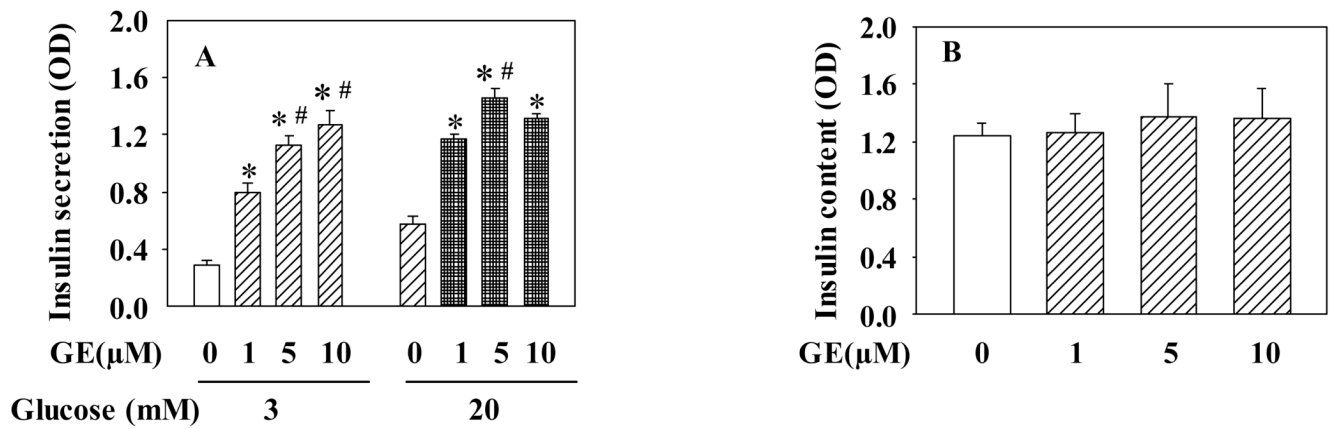 Insulin secretion (OD)
2.0
1.6
1.2
0.8
0.4
0.0
A
*
* #
* #
*
* #
*
GE(μM) 0 1 5 10 0 1 5 10
Glucose (mM) 3 20
Insulin content (OD)
2.0
1.6
1.2
0.8
0.4
0.0
B
GE(μM) 0 1 5 10